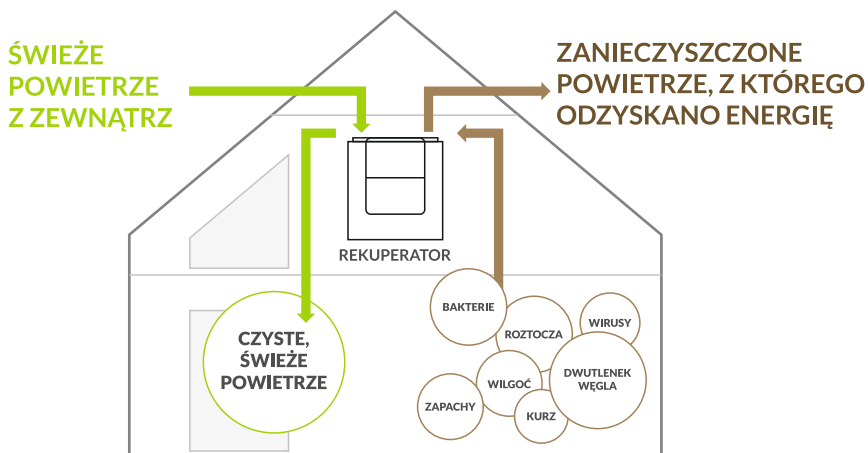 ŚWIEŻE
POWIETRZE
Z ZEWNĄTRZ
ZANIECZYSZCZONE
POWIETRZE, Z KTÓREGO
ODZYSKANO ENERGIĘ
REKUPERATOR
CZYSTE,
ŚWIEŻE
POWIETRZE
BAKTERIE
ROZTOCZA
WIRUSY
DWUTLENEK
WĘGLA
WILGOĆ
ZAPACHY
KURZ